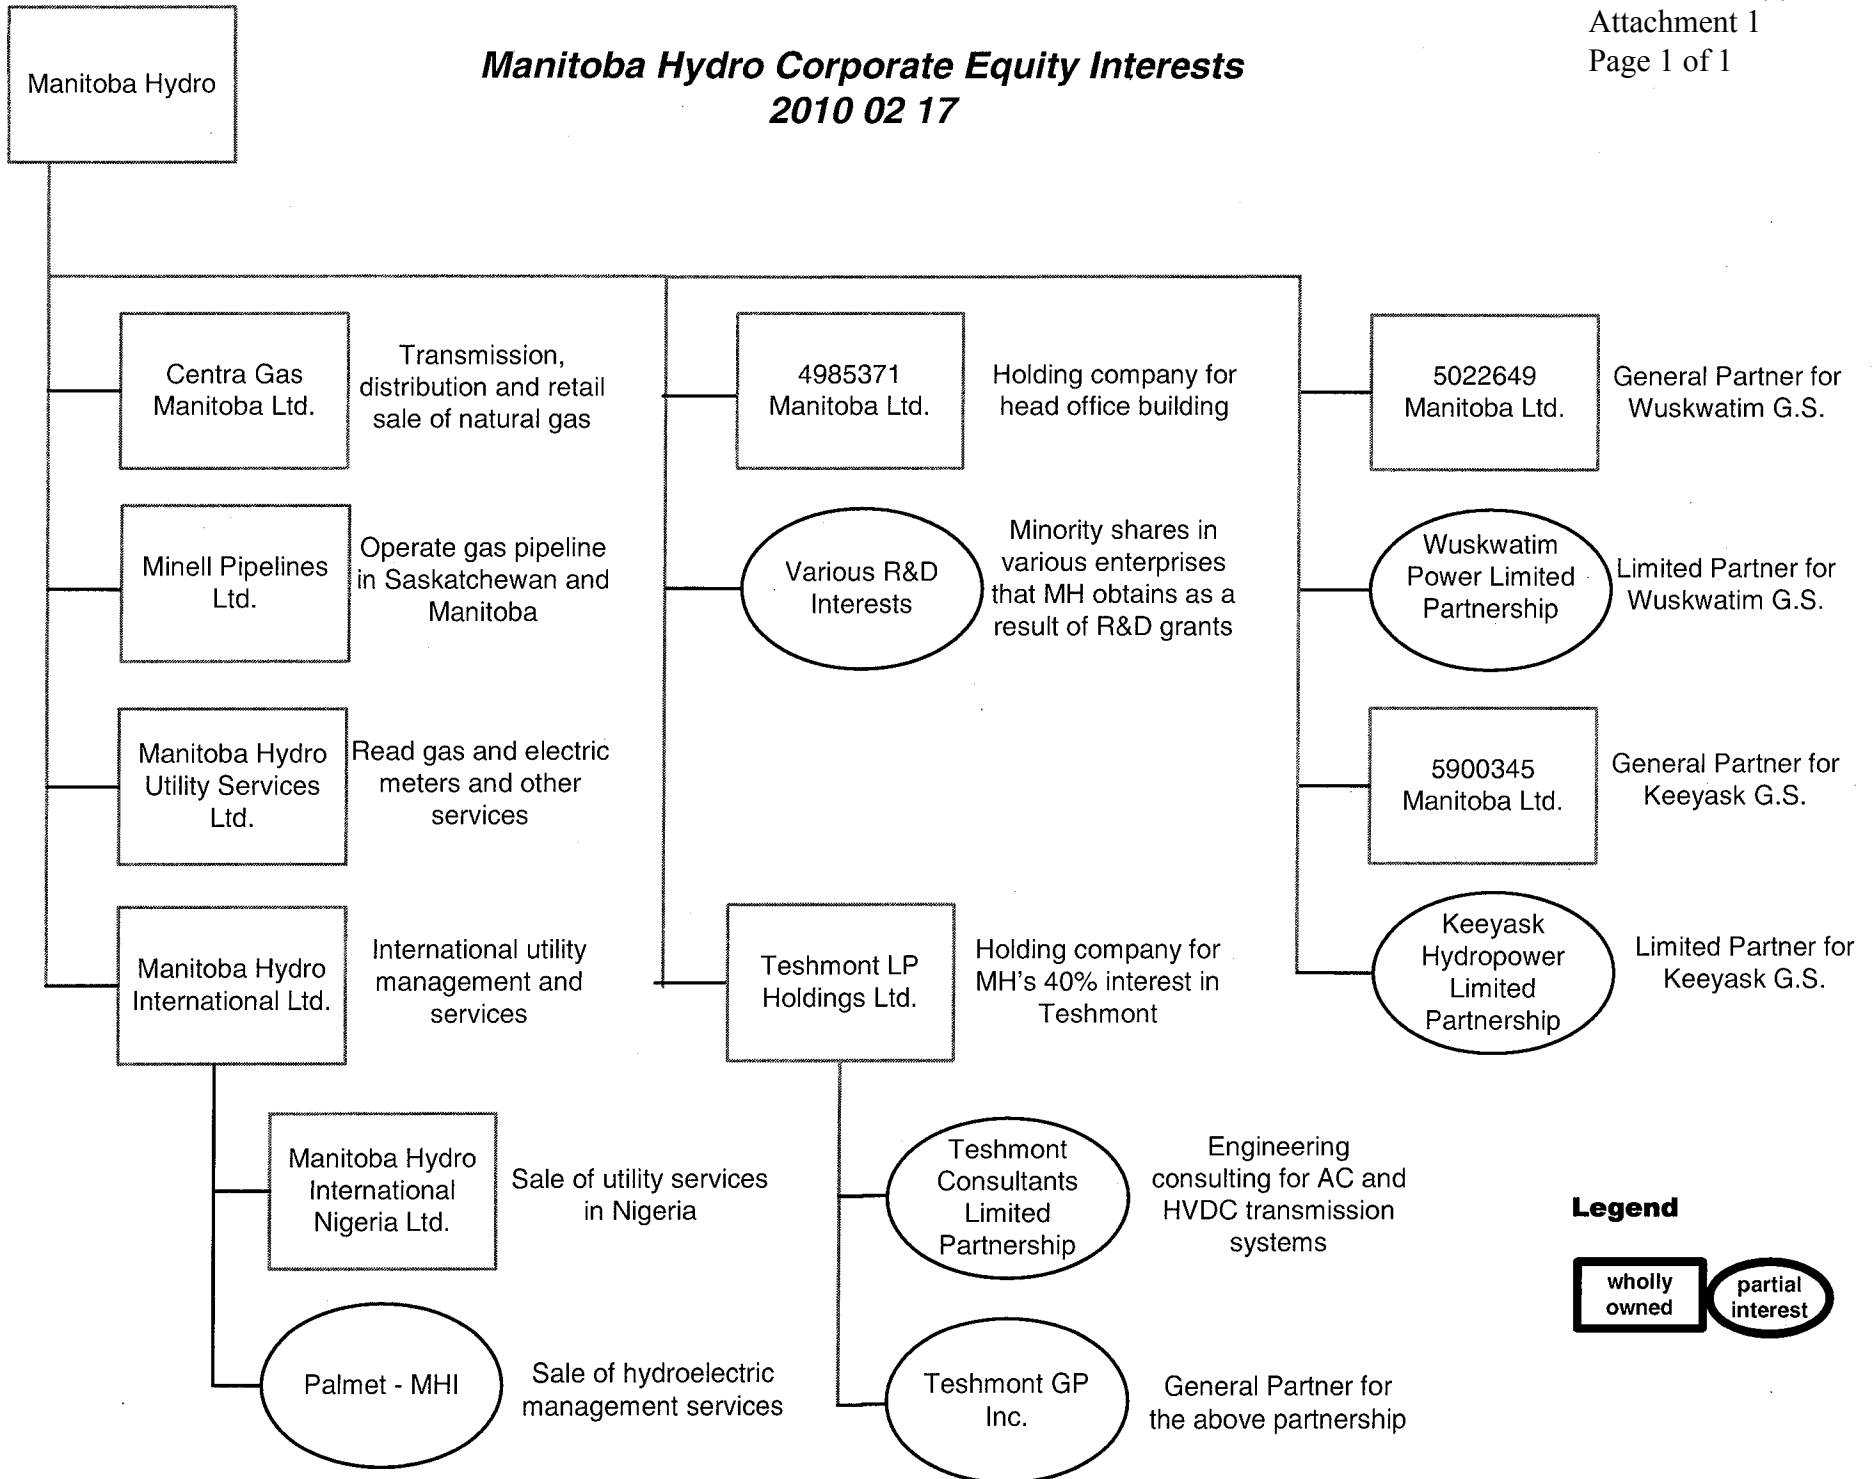 Attachment 1
Page 1 of 1
Manitoba Hydro Corporate Equity Interests
2010 02 17
Manitoba Hydro
Centra Gas
Manitoba Ltd.
Transmission,
distribution and retail
sale of natural gas
Minell Pipelines
Ltd.
Operate gas pipeline
in Saskatchewan and
Manitoba
Manitoba Hydro
Utility Services
Ltd.
Read gas and electric
meters and other
services
Manitoba Hydro
International Ltd.
International utility
management and
services
Manitoba Hydro
International
Nigeria Ltd.
Sale of utility services
in Nigeria
Palmet - MHI
Sale of hydroelectric
management services
4985371
Manitoba Ltd.
Holding company for
head office building
Various R&D
Interests
Minority shares in
various enterprises
that MH obtains as a
result of R&D grants
Teshmont LP
Holdings Ltd.
Holding company for
MH's 40% interest in
Teshmont
Teshmont
Consultants
Limited
Partnership
Engineering
consulting for AC and
HVDC transmission
systems
Teshmont GP
Inc.
General Partner for
the above partnership
5022649
Manitoba Ltd.
General Partner for
Wuskwatim G.S.
Wuskwatim
Power Limited
Partnership
Limited Partner for
Wuskwatim G.S.
5900345
Manitoba Ltd.
General Partner for
Keeyask G.S.
Keeyask
Hydropower
Limited
Partnership
Limited Partner for
Keeyask G.S.
Legend
wholly
owned
partial
interest